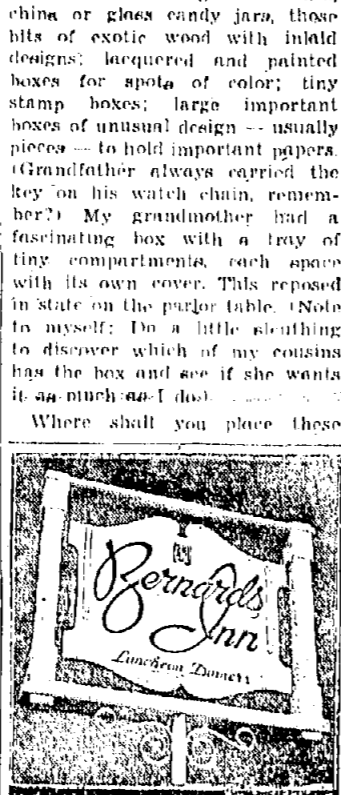 china or glass candy jars, those
bits of exotic wood with inlaid
designs; lacquered and painted
boxes for spots of color; tiny
stamp boxes; large important
boxes of unusual design -- usually
pieces -- to hold important papers.
(Grandfather always carried the
key on his watch chain, remem-
ber?) My grandmother had a
fascinating box with a tray of
tiny compartments, each space
with its own cover. This reposed
in state on the parlor table. (Note
to myself: Do a little sleuthing
to discover which of my cousins
has the box and see if she wants
it as much as I do).
Where shall you place these
Bernards
Inn
Luncheon Dinners